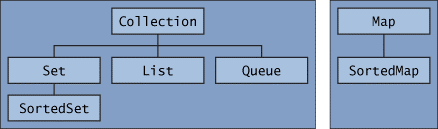 Collection
Map
Set
List
Queue
SortedMap
SortedSet